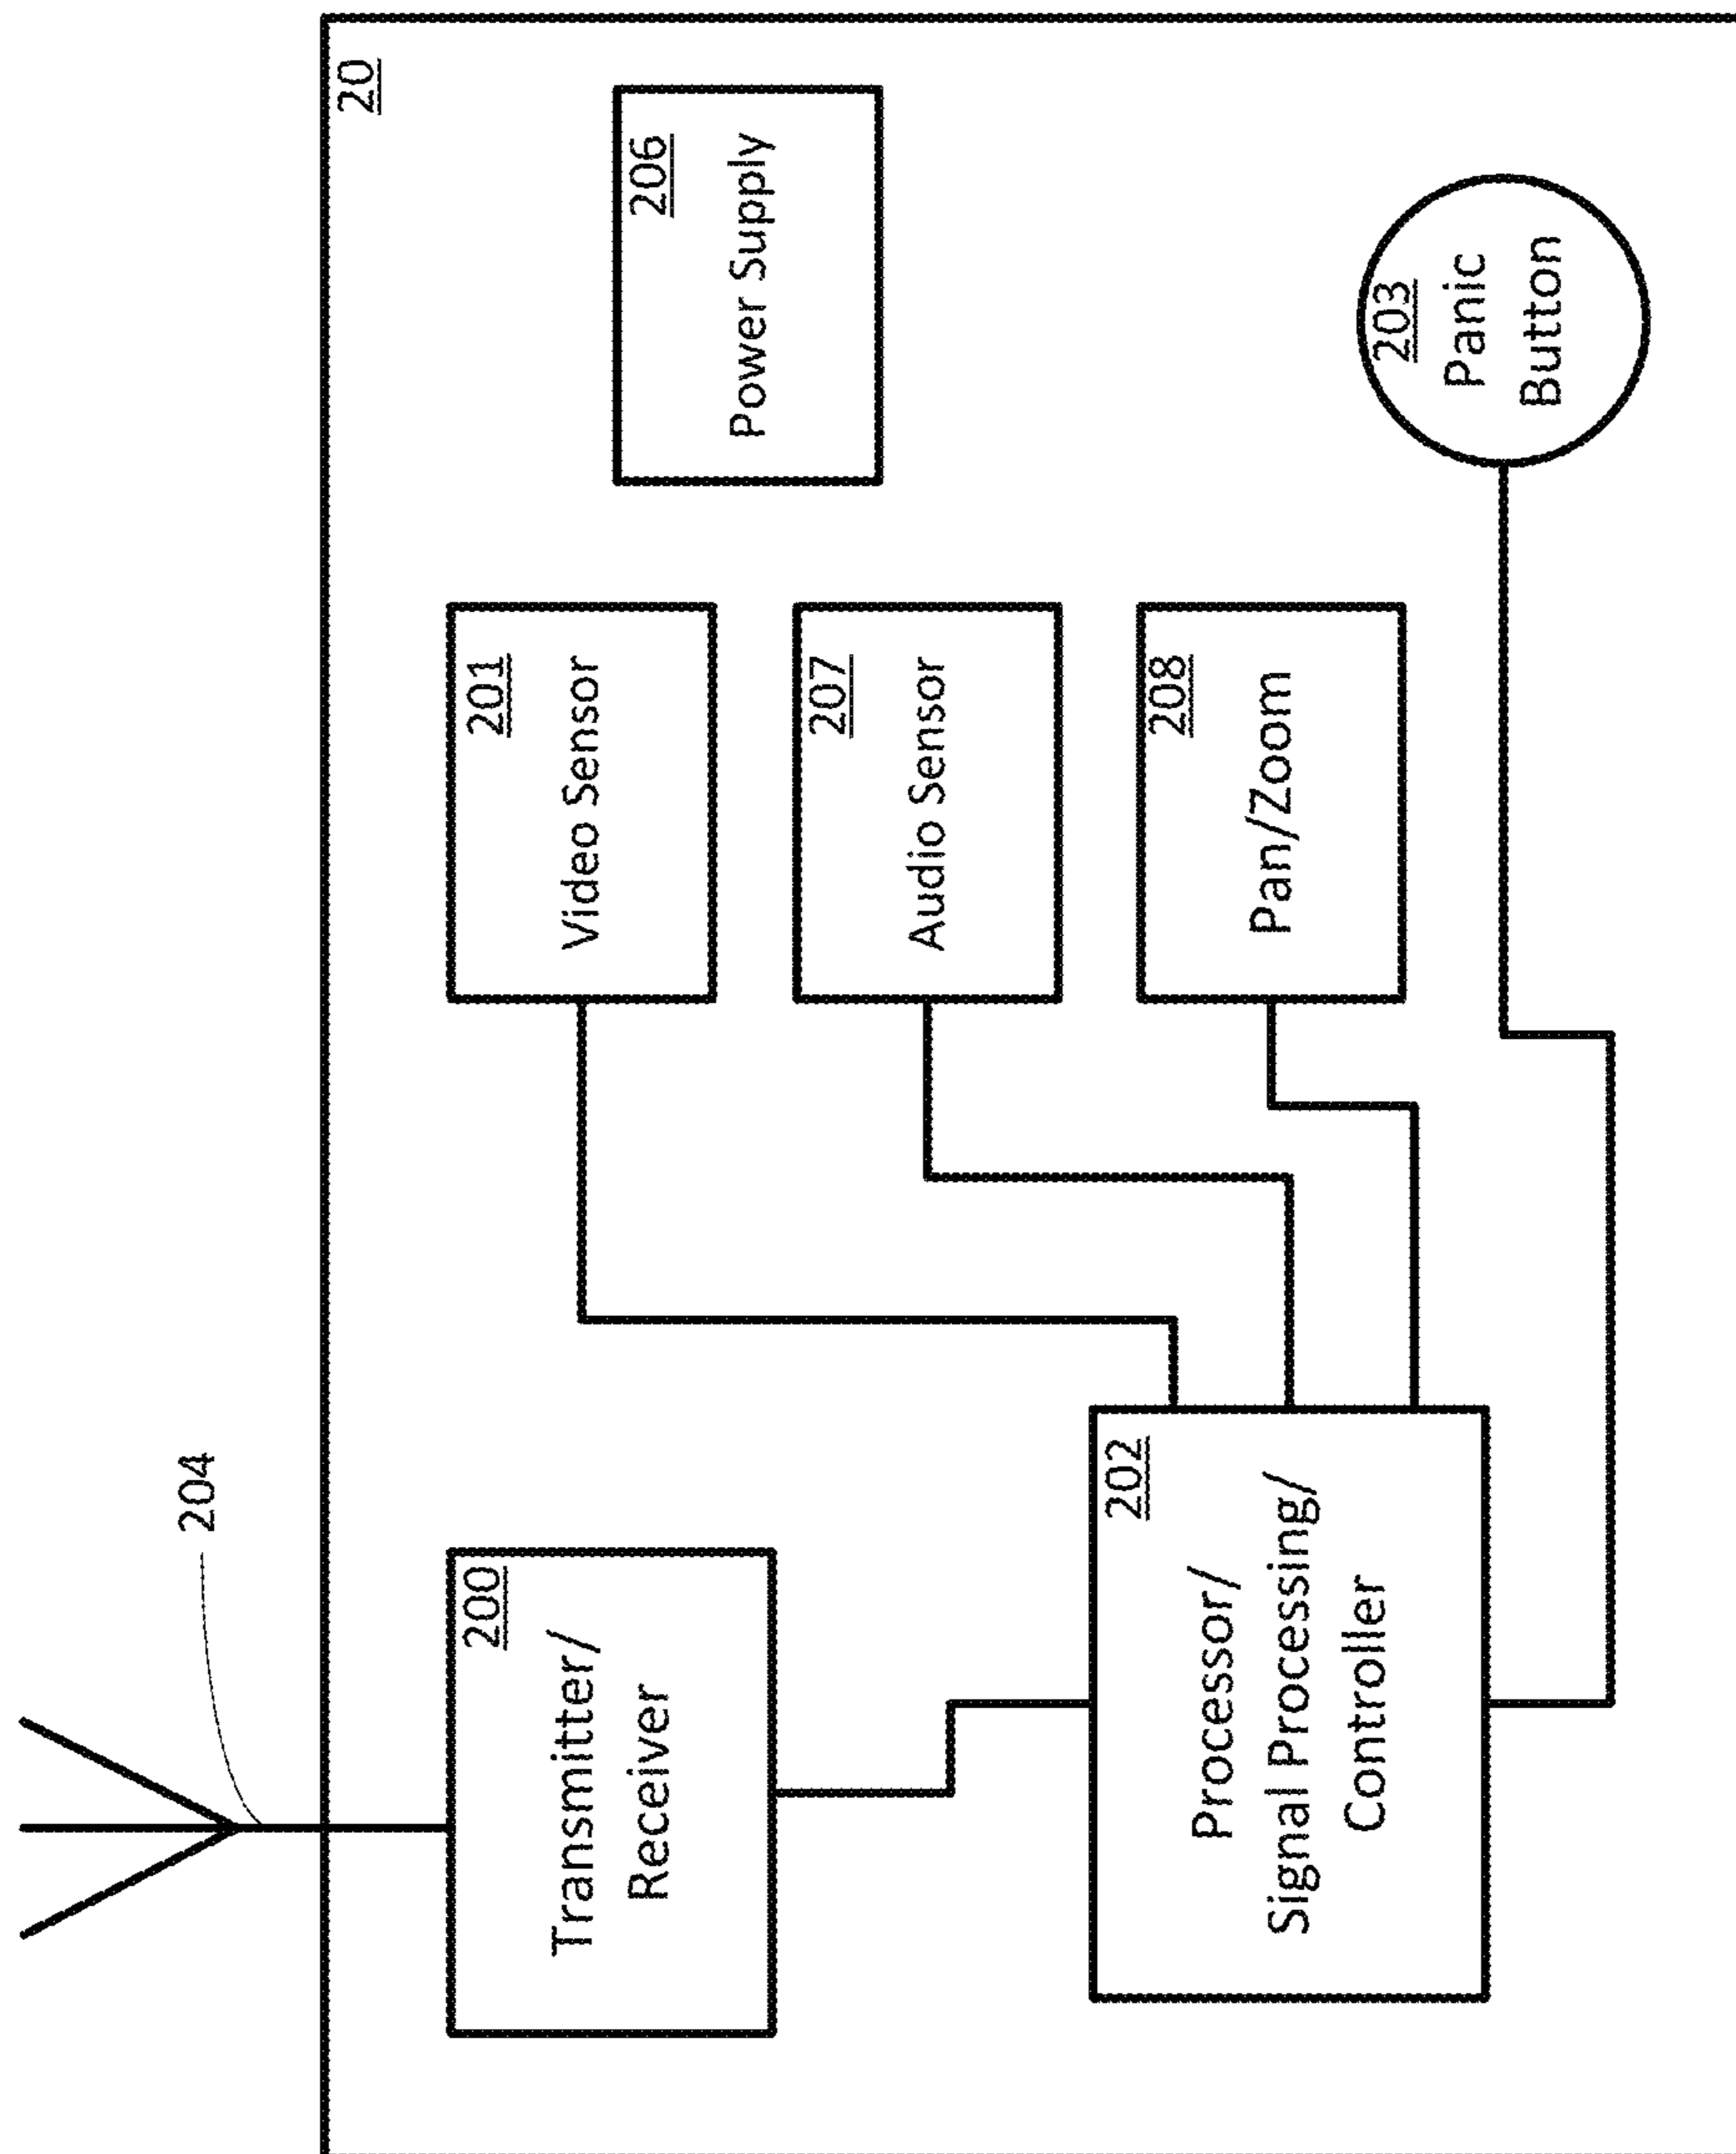 204
20
200
Transmitter/
Receiver
201
Video Sensor
206
Power Supply
207
Audio Sensor
202
Processor/
Signal Processing/
Controller
208
Pan/Zoom
203
Panic
Button